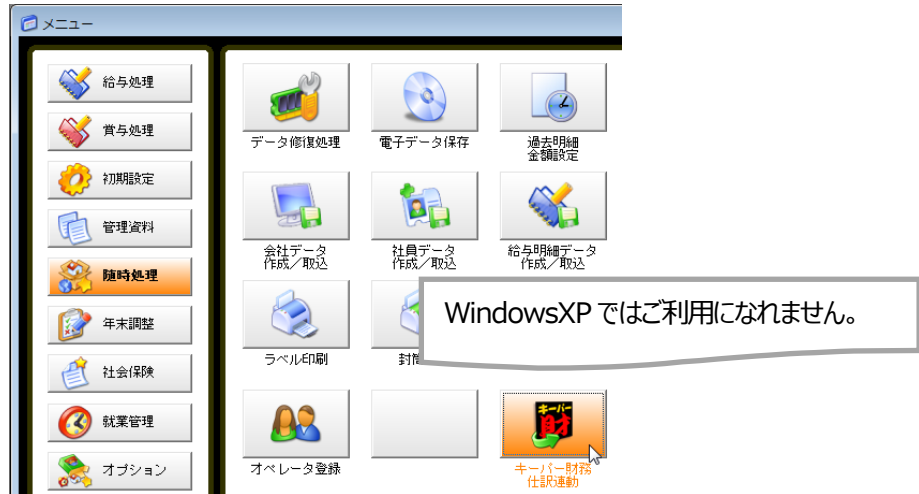 メニュー
給与処理
賞与処理
初期設定
管理資料
随時処理
年末調整
社会保険
就業管理
オプション
データ修復処理
電子データ保存
過去明細
金額設定
会社データ
作成／取込
社員データ
作成／取込
給与明細データ
作成／取込
WindowsXP ではご利用になれません。
ラベル印刷
封筒
オペレータ登録
キーパー
財
キーパー財務
仕訳連動